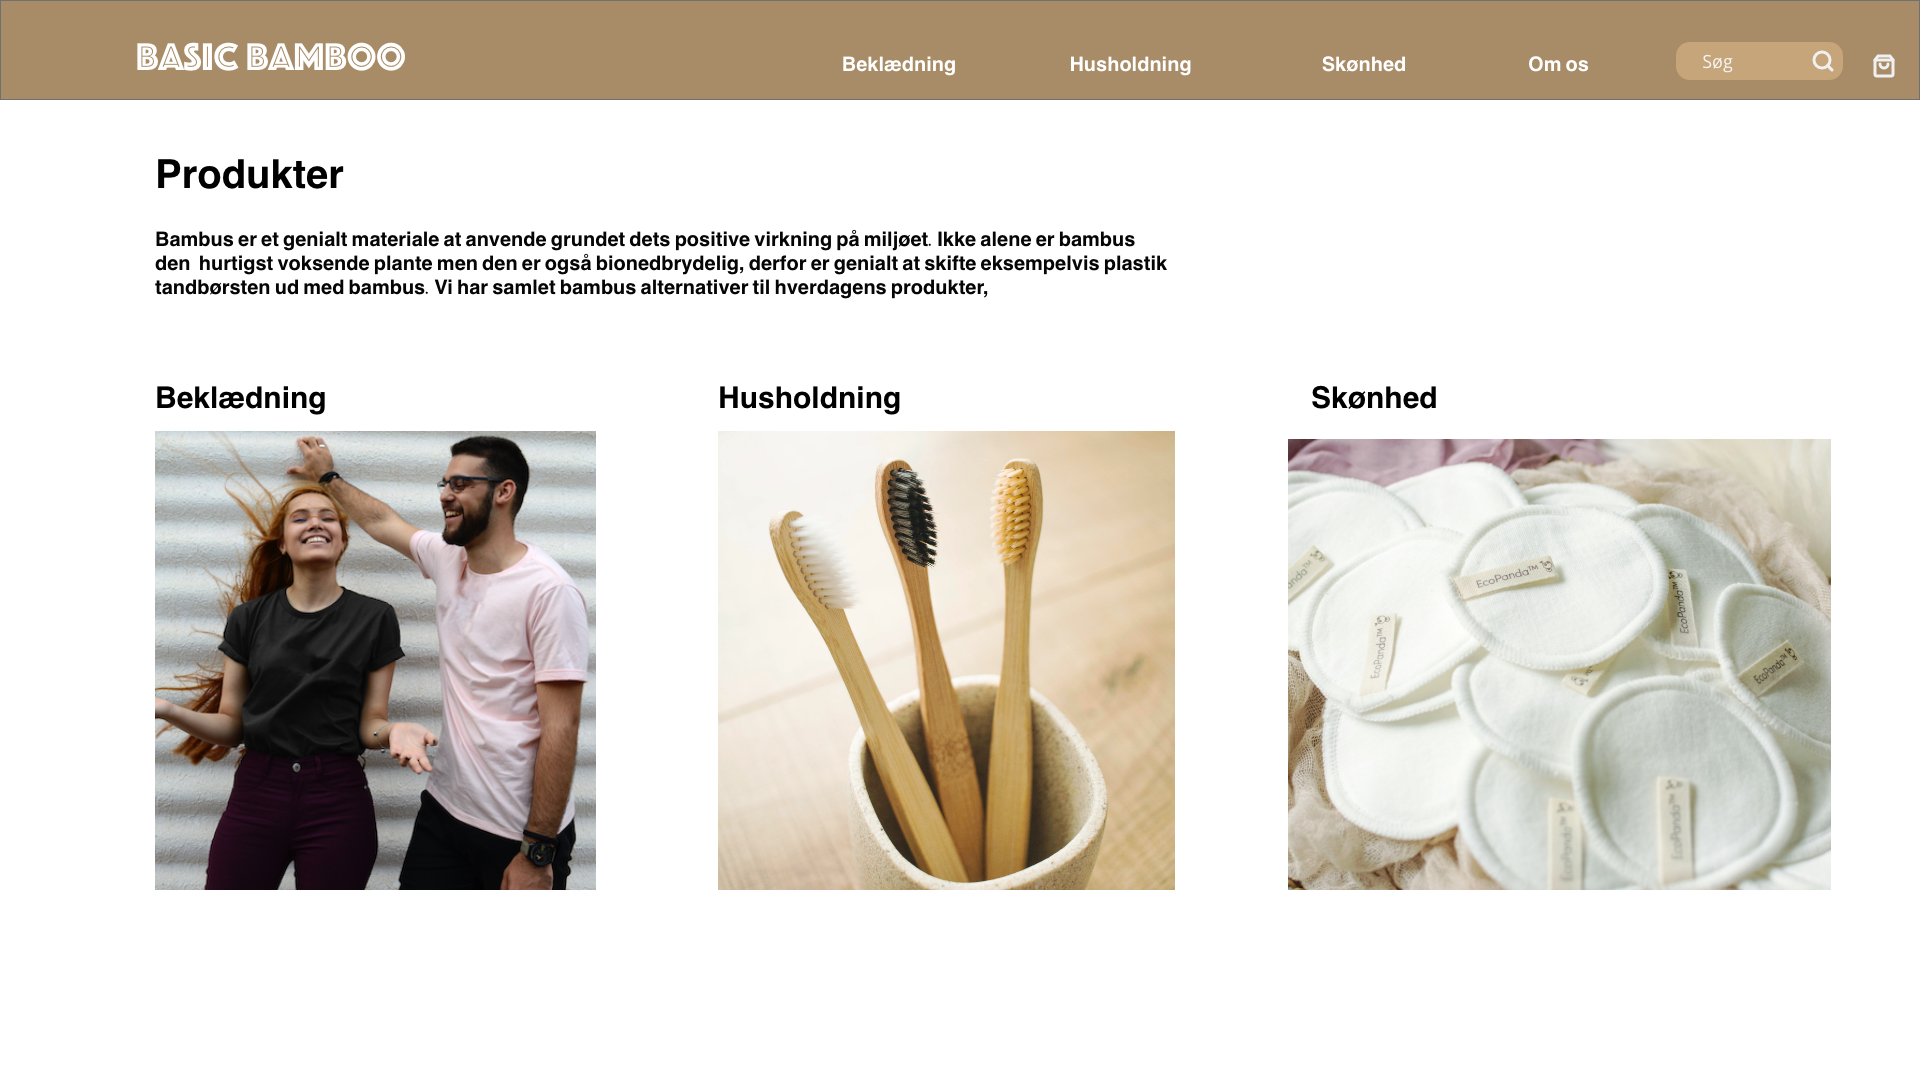 BASIC BAMBOO
Beklædning
Husholdning
Skønhed
Om os
Søg
Produkter
Bambus er et genialt materiale at anvende grundet dets positive virkning på miljøet. Ikke alene er bambus
den  hurtigst voksende plante men den er også bionedbrydelig, derfor er genialt at skifte eksempelvis plastik
tandbørsten ud med bambus. Vi har samlet bambus alternativer til hverdagens produkter,
Beklædning
Husholdning
Skønhed
EcoPanda™
EcoPanda™
EcoPanda™
EcoPanda™
EcoPanda™
EcoPanda™